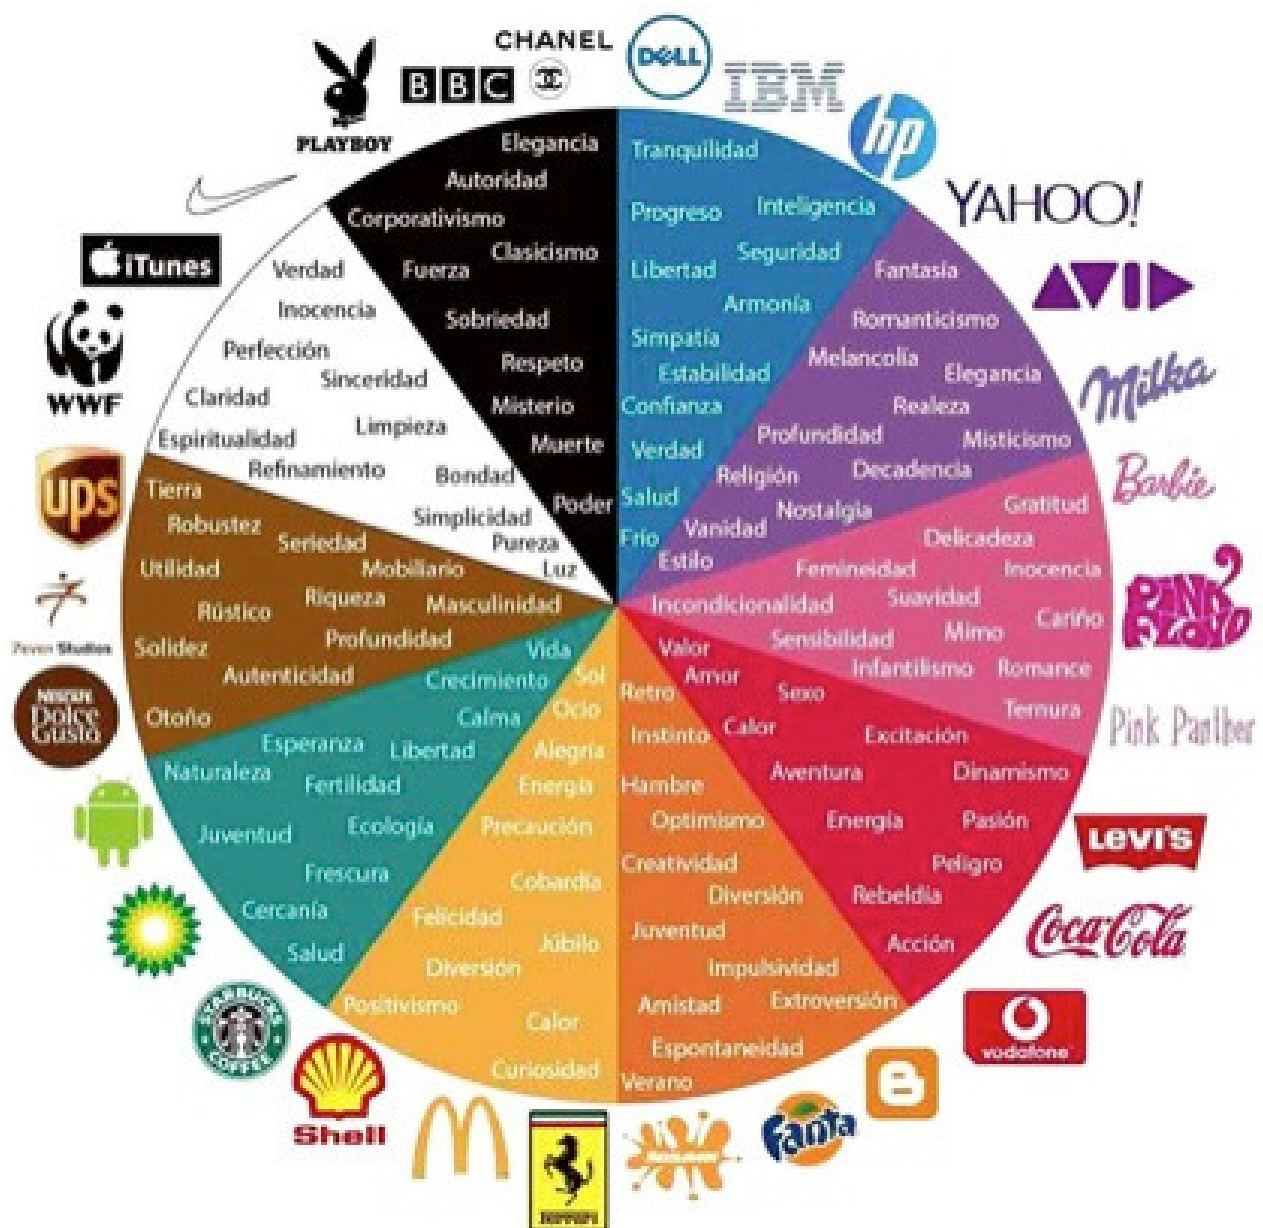 CHANEL
DELL
BBC
IBM
hp
PLAYBOY
YAHOO!
iTunes
AVID
WWF
Milka
Barbie
ups
PINK FLOYD
Studios
NESCAFE
Dolce
Gusto
Pink Panther
LEVI'S
Coca-Cola
STARBUCKS
COFFEE
vodafone
Shell
Fanta
Ferrari
nickelodeon
Elegancia
Autoridad
Corporativismo
Clasicismo
Fuerza
Sobriedad
Respeto
Misterio
Muerte
Poder
Tranquilidad
Progreso
Inteligencia
Seguridad
Libertad
Armonía
Simpatía
Estabilidad
Confianza
Verdad
Salud
Frío
Fantasía
Romanticismo
Melancolía
Elegancia
Realeza
Profundidad
Misticismo
Religión
Decadencia
Nostalgia
Vanidad
Estilo
Gratitud
Delicadeza
Femineidad
Inocencia
Incondicionalidad
Suavidad
Cariño
Sensibilidad
Mimo
Infantilismo
Romance
Ternura
Valor
Amor
Sexo
Calor
Excitación
Aventura
Dinamismo
Energía
Pasión
Peligro
Rebeldía
Acción
Retro
Instinto
Hambre
Optimismo
Creatividad
Diversión
Juventud
Impulsividad
Amistad
Extroversión
Espontaneidad
Verano
Sol
Ocio
Alegría
Energía
Precaución
Cobardía
Felicidad
Júbilo
Diversión
Positivismo
Calor
Curiosidad
Vida
Crecimiento
Calma
Esperanza
Libertad
Naturaleza
Fertilidad
Juventud
Ecología
Frescura
Cercanía
Salud
Tierra
Robustez
Seriedad
Utilidad
Mobiliario
Rústico
Riqueza
Masculinidad
Solidez
Profundidad
Autenticidad
Otoño
Verdad
Inocencia
Perfección
Sinceridad
Claridad
Limpieza
Espiritualidad
Refinamiento
Bondad
Simplicidad
Pureza
Luz